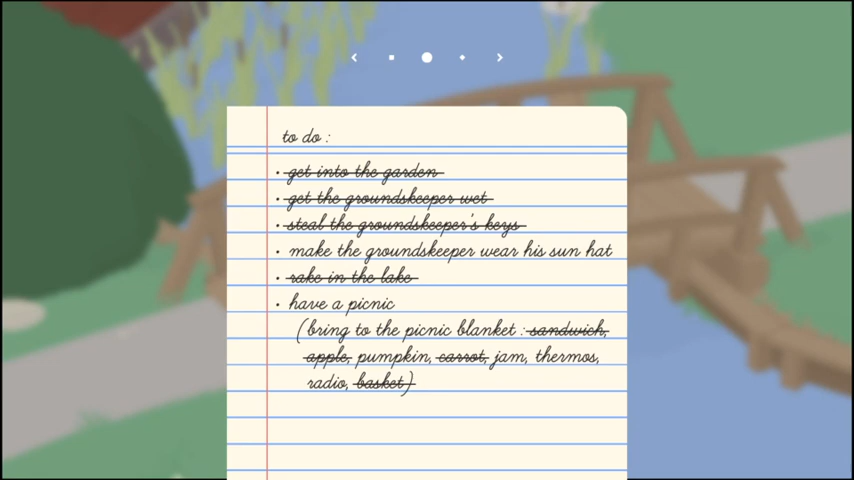 to do :
• get into the garden
• get the groundskeeper wet
• steal the groundskeeper's keys
• make the groundskeeper wear his sun hat
• rake in the lake
• have a picnic
(bring to the picnic blanket : sandwich,
apple, pumpkin, carrot, jam, thermos,
radio, basket)